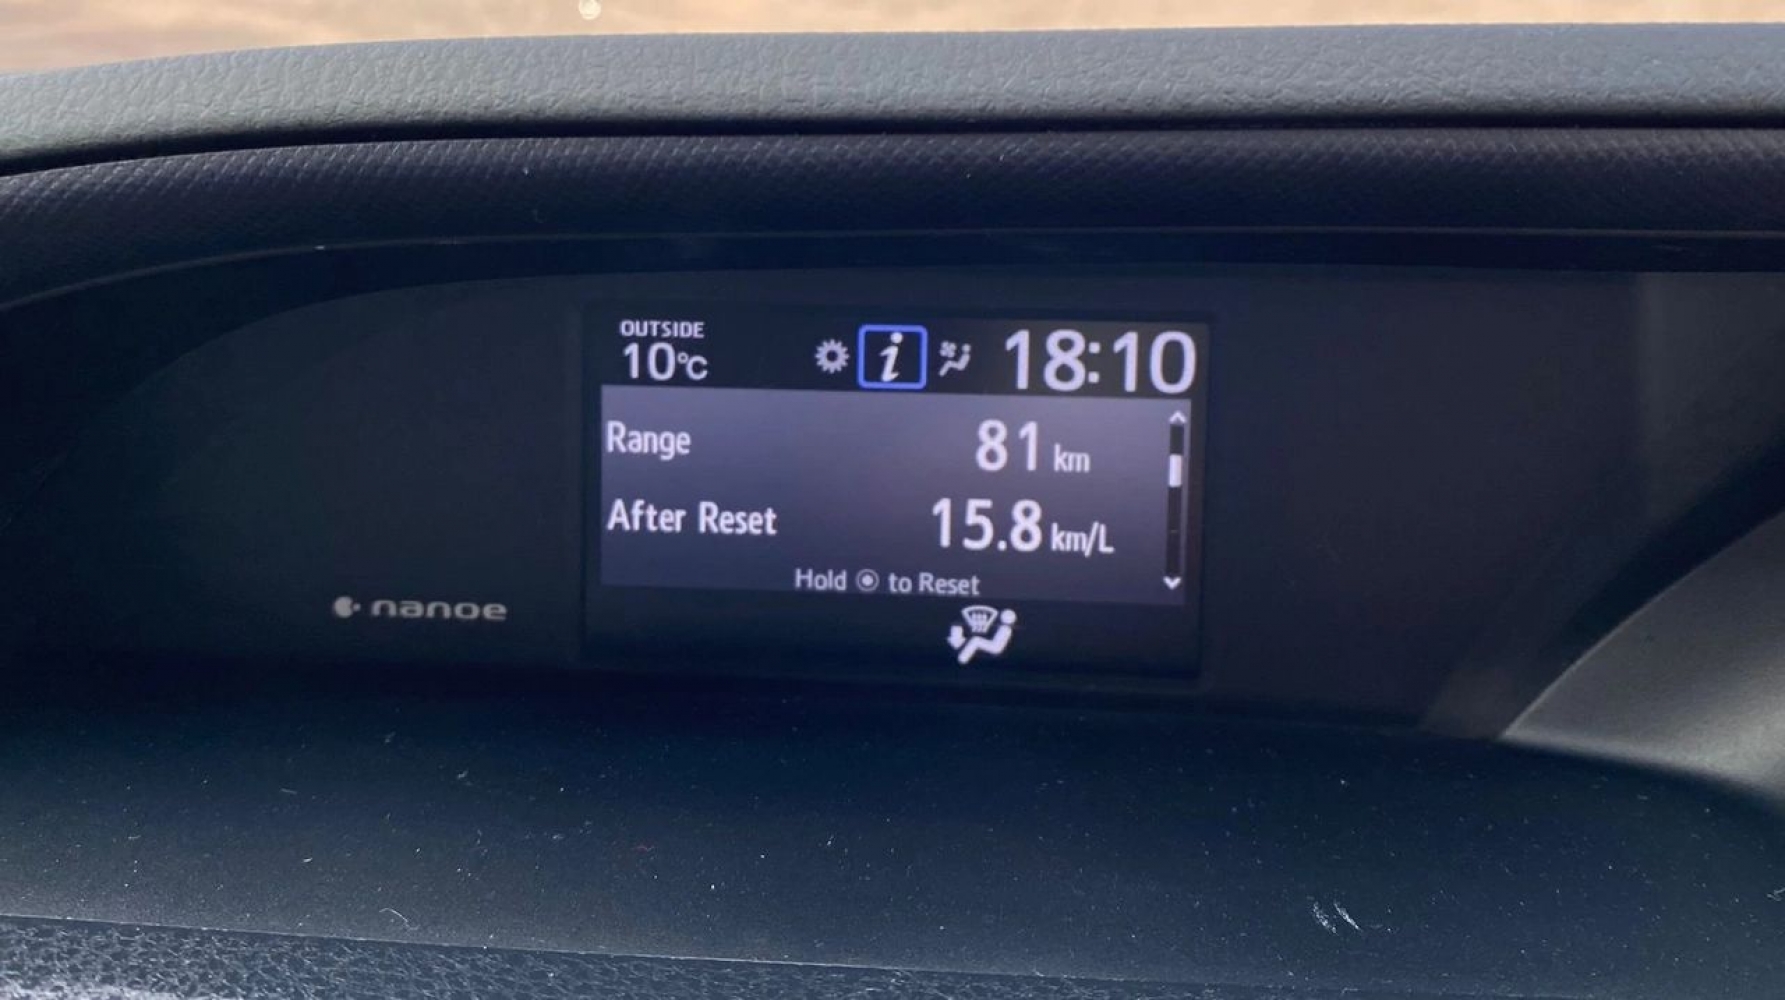 OUTSIDE
10°C
i
18:10
Range 81 km
After Reset 15.8 km/L
Hold to Reset
nanoe